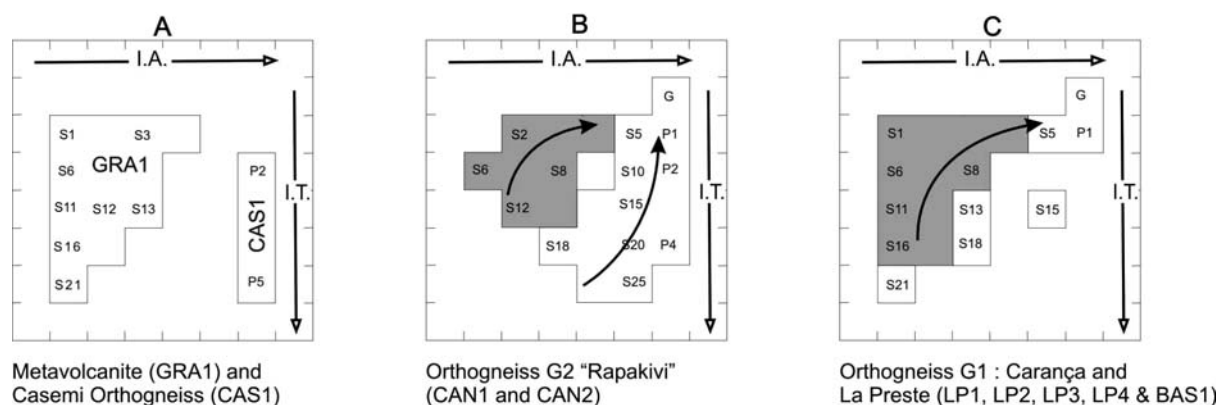 A
I.A.
I.T.
S1 S3
GRA1
S6 P2
S11 S12 S13
CAS1
S16
S21 P5
Metavolcanite (GRA1) and
Casemi Orthogneiss (CAS1)
B
I.A.
I.T.
G
S2 S5 P1
S6 S8 S10 P2
S12 S15
S18 S20 P4
S25
Orthogneiss G2 “Rapakivi”
(CAN1 and CAN2)
C
I.A.
I.T.
G
S1 S5 P1
S6 S8
S11 S13 S15
S16 S18
S21
Orthogneiss G1 : Carança and
La Preste (LP1, LP2, LP3, LP4 & BAS1)